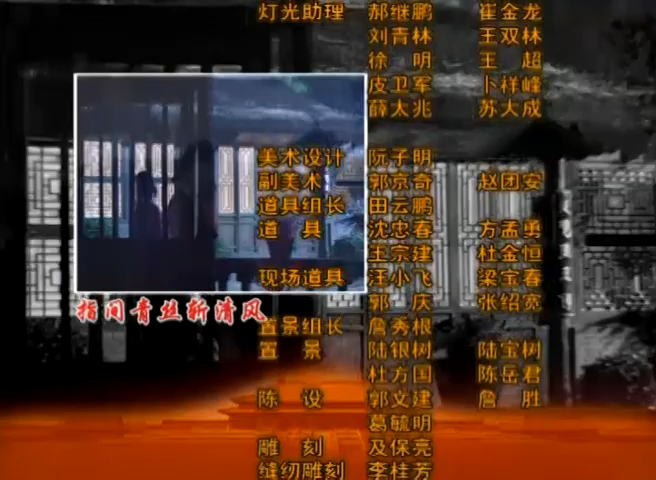 灯光助理 郝继鹏 崔金龙
刘青林 王双林
徐 明 王 超
皮卫军 卜祥峰
薛太兆 苏大成
美术设计 阮子明
副美术 郭京奇 赵团安
道具组长 田云鹏
道 具 沈忠春 方孟勇
王宗建 杜金恒
现场道具 汪小飞 梁宝春
郭 庆 张绍宽
指间青丝斩清风
置景组长 詹秀根
置 景 陆银树 陆宝树
杜方国 陈岳君
陈 设 郭文建 詹 胜
葛毓明
雕 刻 及保亮
缝纫雕刻 李桂芳